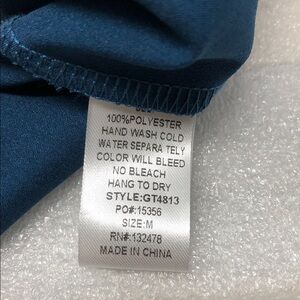 100%POLYESTER
HAND WASH COLD
WATER SEPARA TELY
COLOR WILL BLEED
NO BLEACH
HANG TO DRY
STYLE:GT4813
PO#:15356
SIZE:M
RN#:132478
MADE IN CHINA